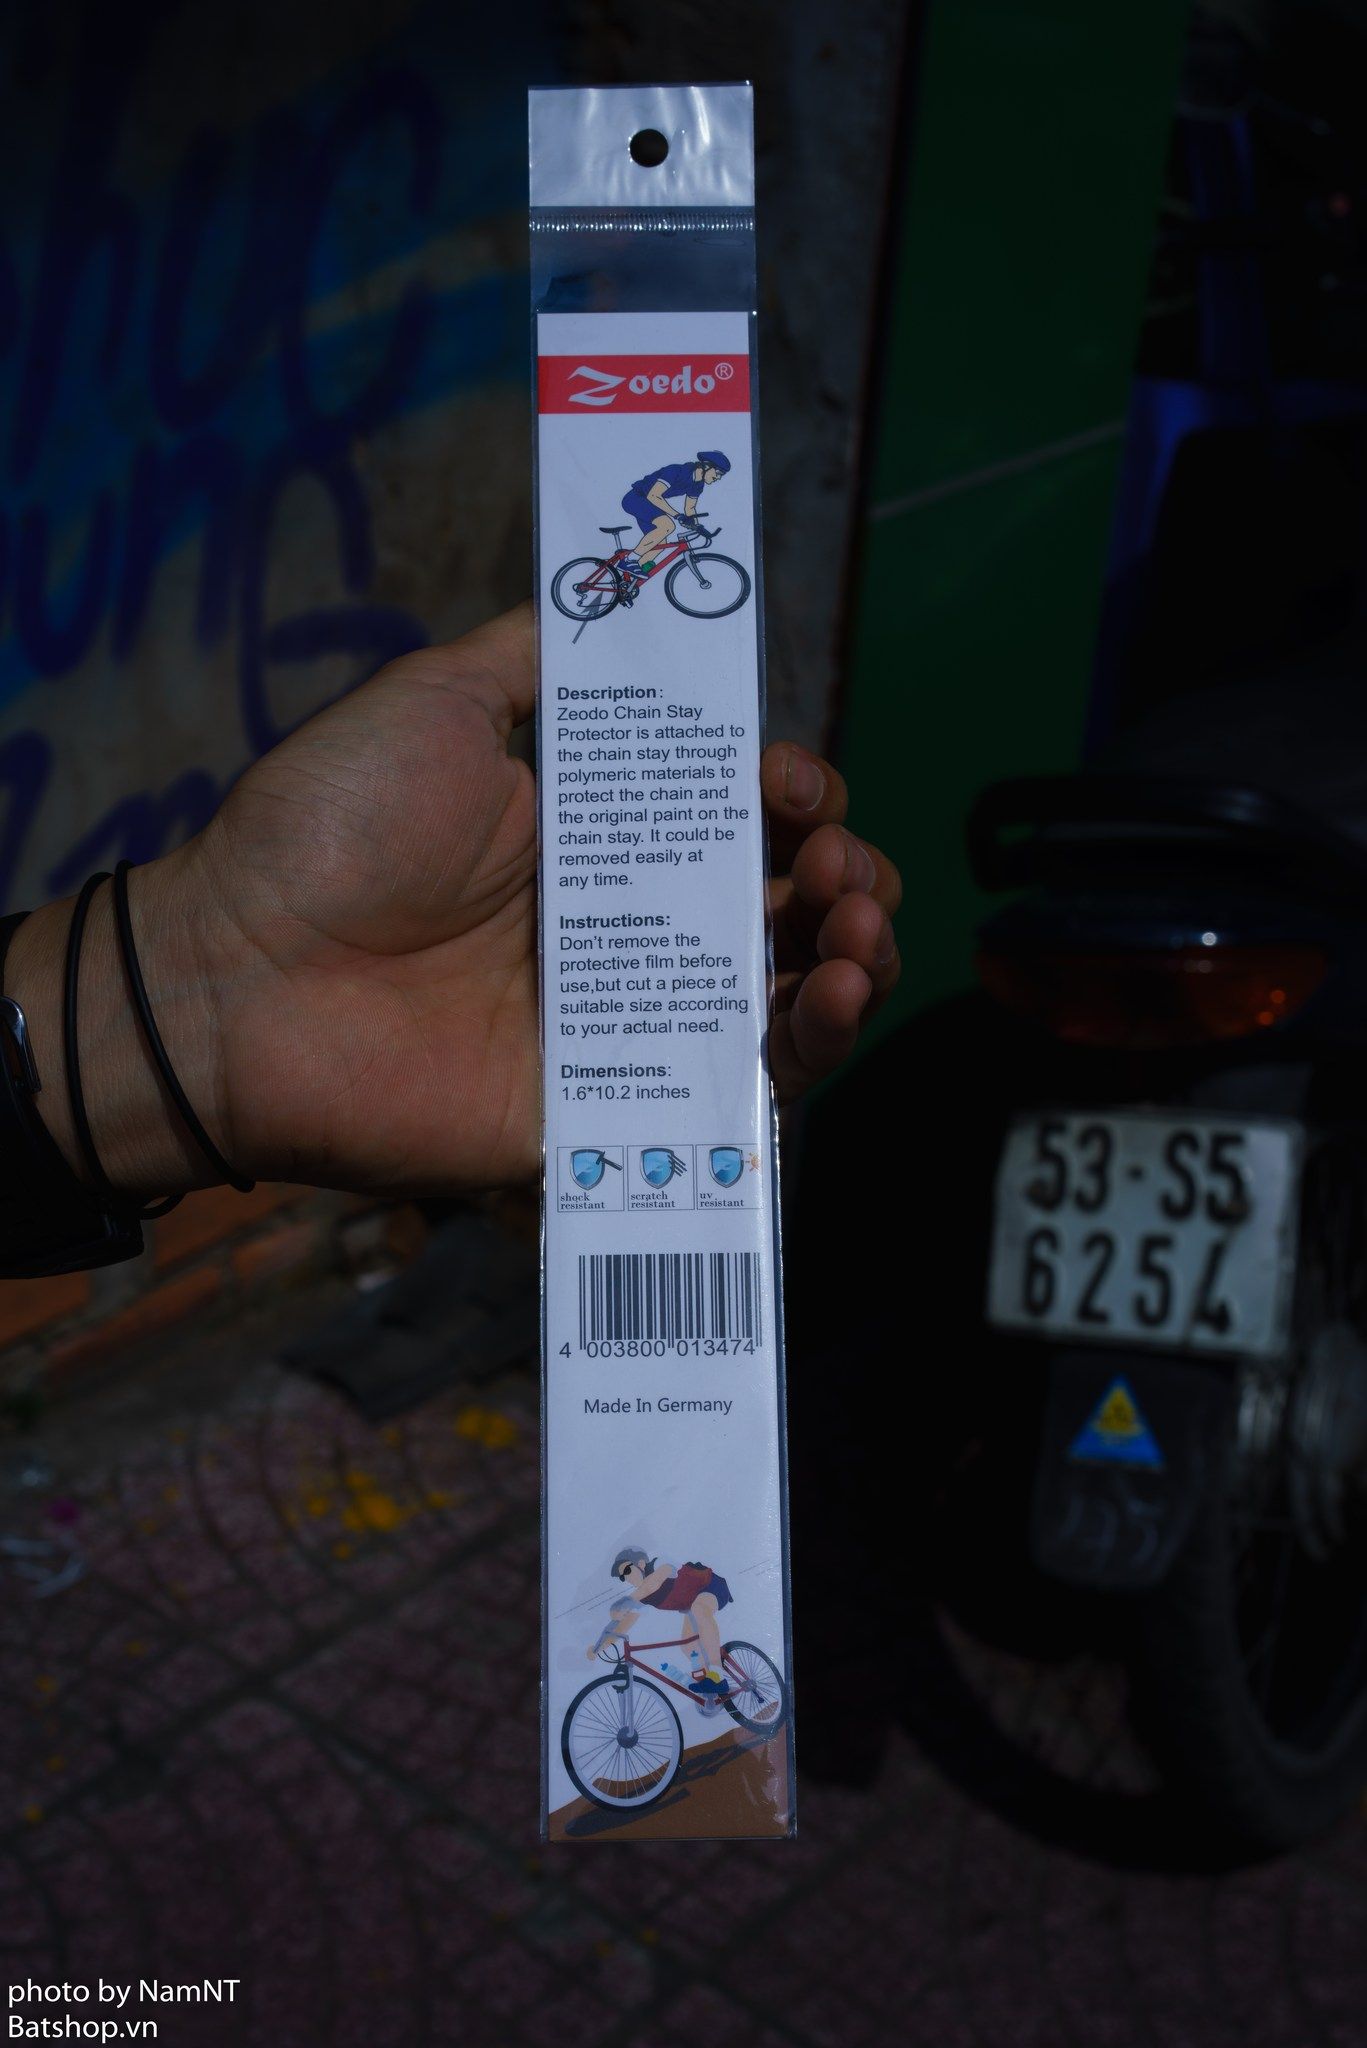 Zoedo®
Description:
Zeodo Chain Stay
Protector is attached to
the chain stay through
polymeric materials to
protect the chain and
the original paint on the
chain stay. It could be
removed easily at
any time.
Instructions:
Don't remove the
protective film before
use,but cut a piece of
suitable size according
to your actual need.
Dimensions:
1.6*10.2 inches
shock
resistant
scratch
resistant
uv
resistant
4 003800 013474
Made In Germany
53-S5
6254
photo by NamNT
Batshop.vn